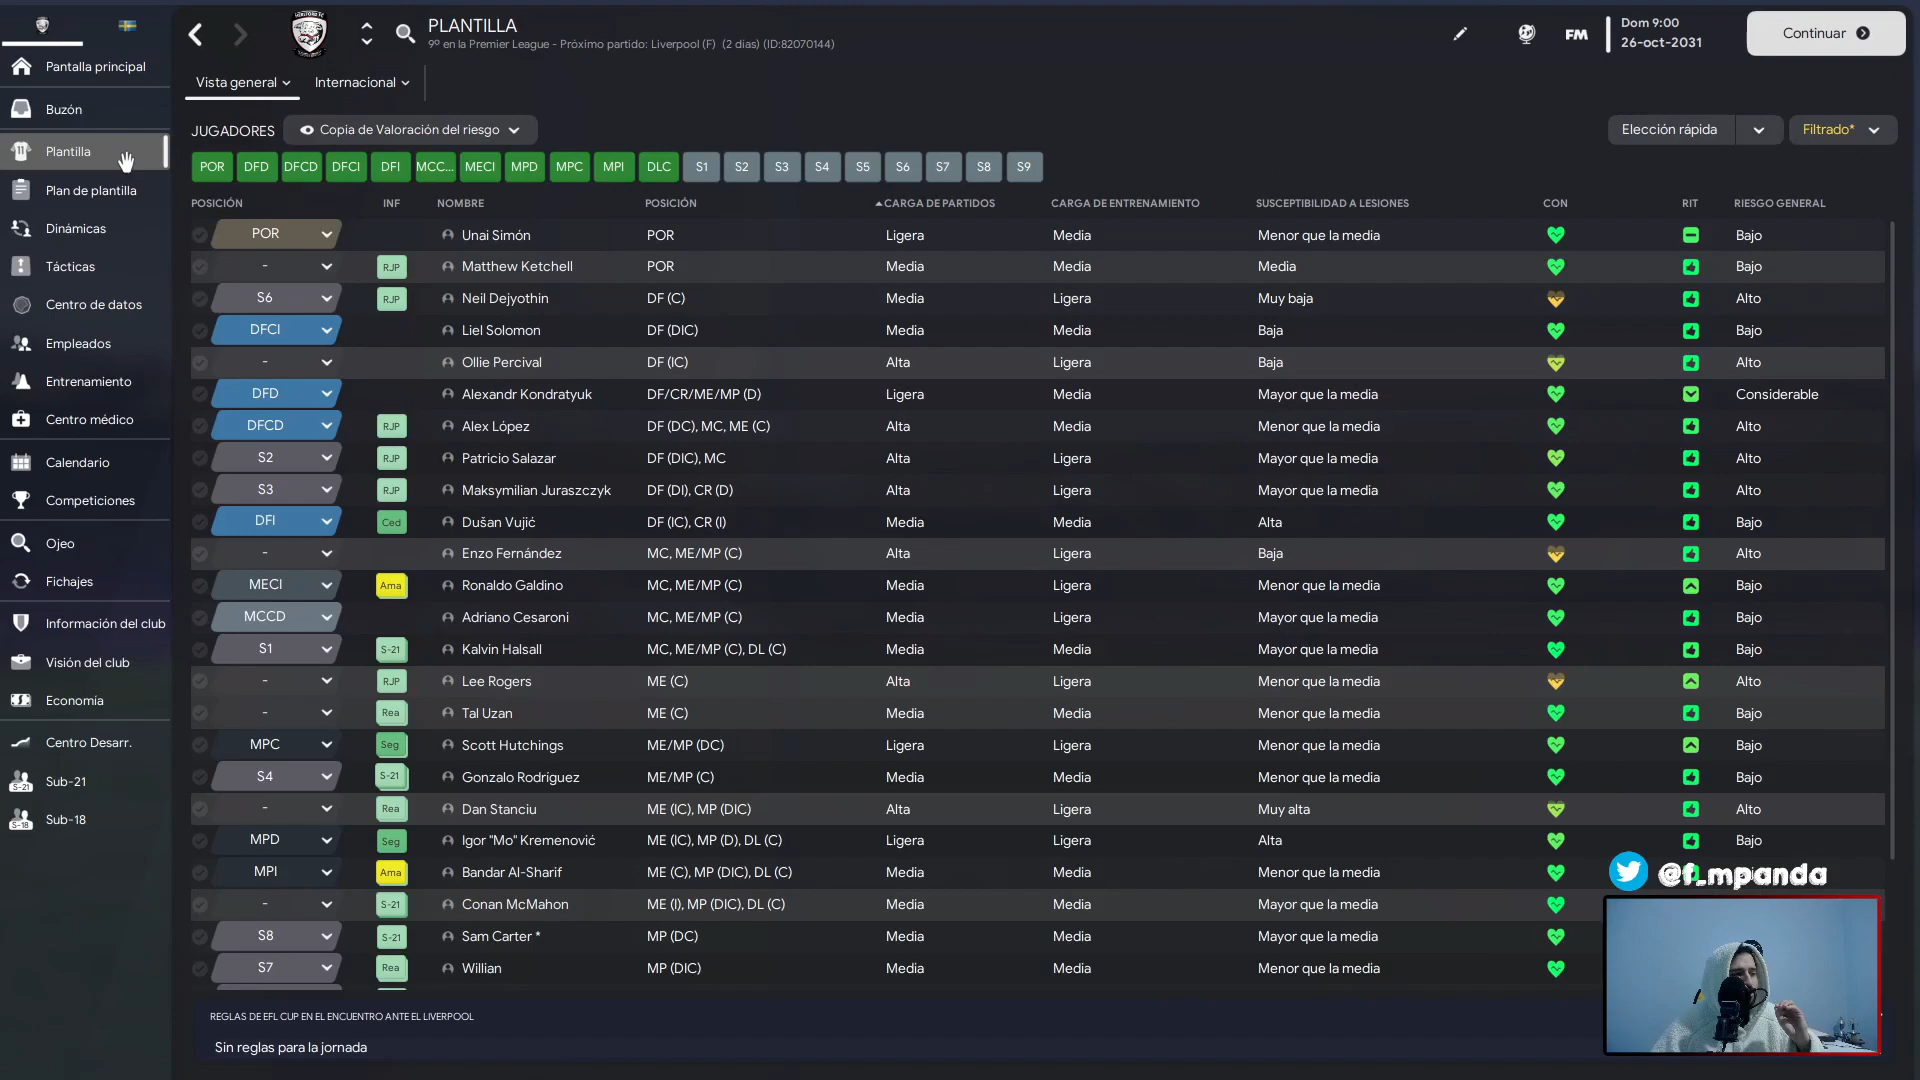 PLANTILLA
9º en la Premier League - Próximo partido: Liverpool (F) (2 días) (ID:82070144)
FM
Dom 9:00
26-oct-2031
Continuar
Pantalla principal
Buzón
Plantilla
Plan de plantilla
Dinámicas
Tácticas
Centro de datos
Empleados
Entrenamiento
Centro médico
Calendario
Competiciones
Ojeo
Fichajes
Información del club
Visión del club
Economía
Centro Desarr.
S-21 Sub-21
S-18 Sub-18
Vista general Internacional
JUGADORES Copia de Valoración del riesgo Elección rápida Filtrado*
POR DFD DFCD DFCI DFI MCC... MECI MPD MPC MPI DLC S1 S2 S3 S4 S5 S6 S7 S8 S9
POSICIÓN INF NOMBRE POSICIÓN CARGA DE PARTIDOS CARGA DE ENTRENAMIENTO SUSCEPTIBILIDAD A LESIONES CON RIT RIESGO GENERAL
POR Unai Simón POR Ligera Media Menor que la media Bajo
- RJP Matthew Ketchell POR Media Media Media Bajo
S6 RJP Neil Dejyothin DF (C) Media Ligera Muy baja Alto
DFCI Liel Solomon DF (DIC) Media Media Baja Bajo
- Ollie Percival DF (IC) Alta Ligera Baja Alto
DFD Alexandr Kondratyuk DF/CR/ME/MP (D) Ligera Media Mayor que la media Considerable
DFCD RJP Alex López DF (DC), MC, ME (C) Alta Media Menor que la media Alto
S2 RJP Patricio Salazar DF (DIC), MC Alta Ligera Mayor que la media Alto
S3 RJP Maksymilian Juraszczyk DF (DI), CR (D) Alta Ligera Mayor que la media Alto
DFI Ced Dušan Vujić DF (IC), CR (I) Media Ligera Alta Bajo
- Enzo Fernández MC, ME/MP (C) Alta Ligera Baja Alto
MECI Ama Ronaldo Galdino MC, ME/MP (C) Media Ligera Menor que la media Bajo
MCCD Adriano Cesaroni MC, ME/MP (C) Media Ligera Menor que la media Bajo
S1 S-21 Kalvin Halsall MC, ME/MP (C), DL (C) Media Media Mayor que la media Bajo
- RJP Lee Rogers ME (C) Alta Ligera Menor que la media Alto
- Rea Tal Uzan ME (C) Media Media Menor que la media Bajo
MPC Seg Scott Hutchings ME/MP (DC) Ligera Ligera Menor que la media Bajo
S4 S-21 Gonzalo Rodríguez ME/MP (C) Media Media Menor que la media Bajo
- Rea Dan Stanciu ME (IC), MP (DIC) Alta Ligera Muy alta Alto
MPD Seg Igor "Mo" Kremenović ME (IC), MP (D), DL (C) Ligera Ligera Alta Bajo
MPI Ama Bandar Al-Sharif ME (C), MP (DIC), DL (C) Media Media Menor que la media
- S-21 Conan McMahon ME (I), MP (DIC), DL (C) Media Media Mayor que la media
S8 S-21 Sam Carter * MP (DC) Media Media Mayor que la media
S7 Rea Willian MP (DIC) Media Media Menor que la media
@f_mpanda
REGLAS DE EFL CUP EN EL ENCUENTRO ANTE EL LIVERPOOL
Sin reglas para la jornada